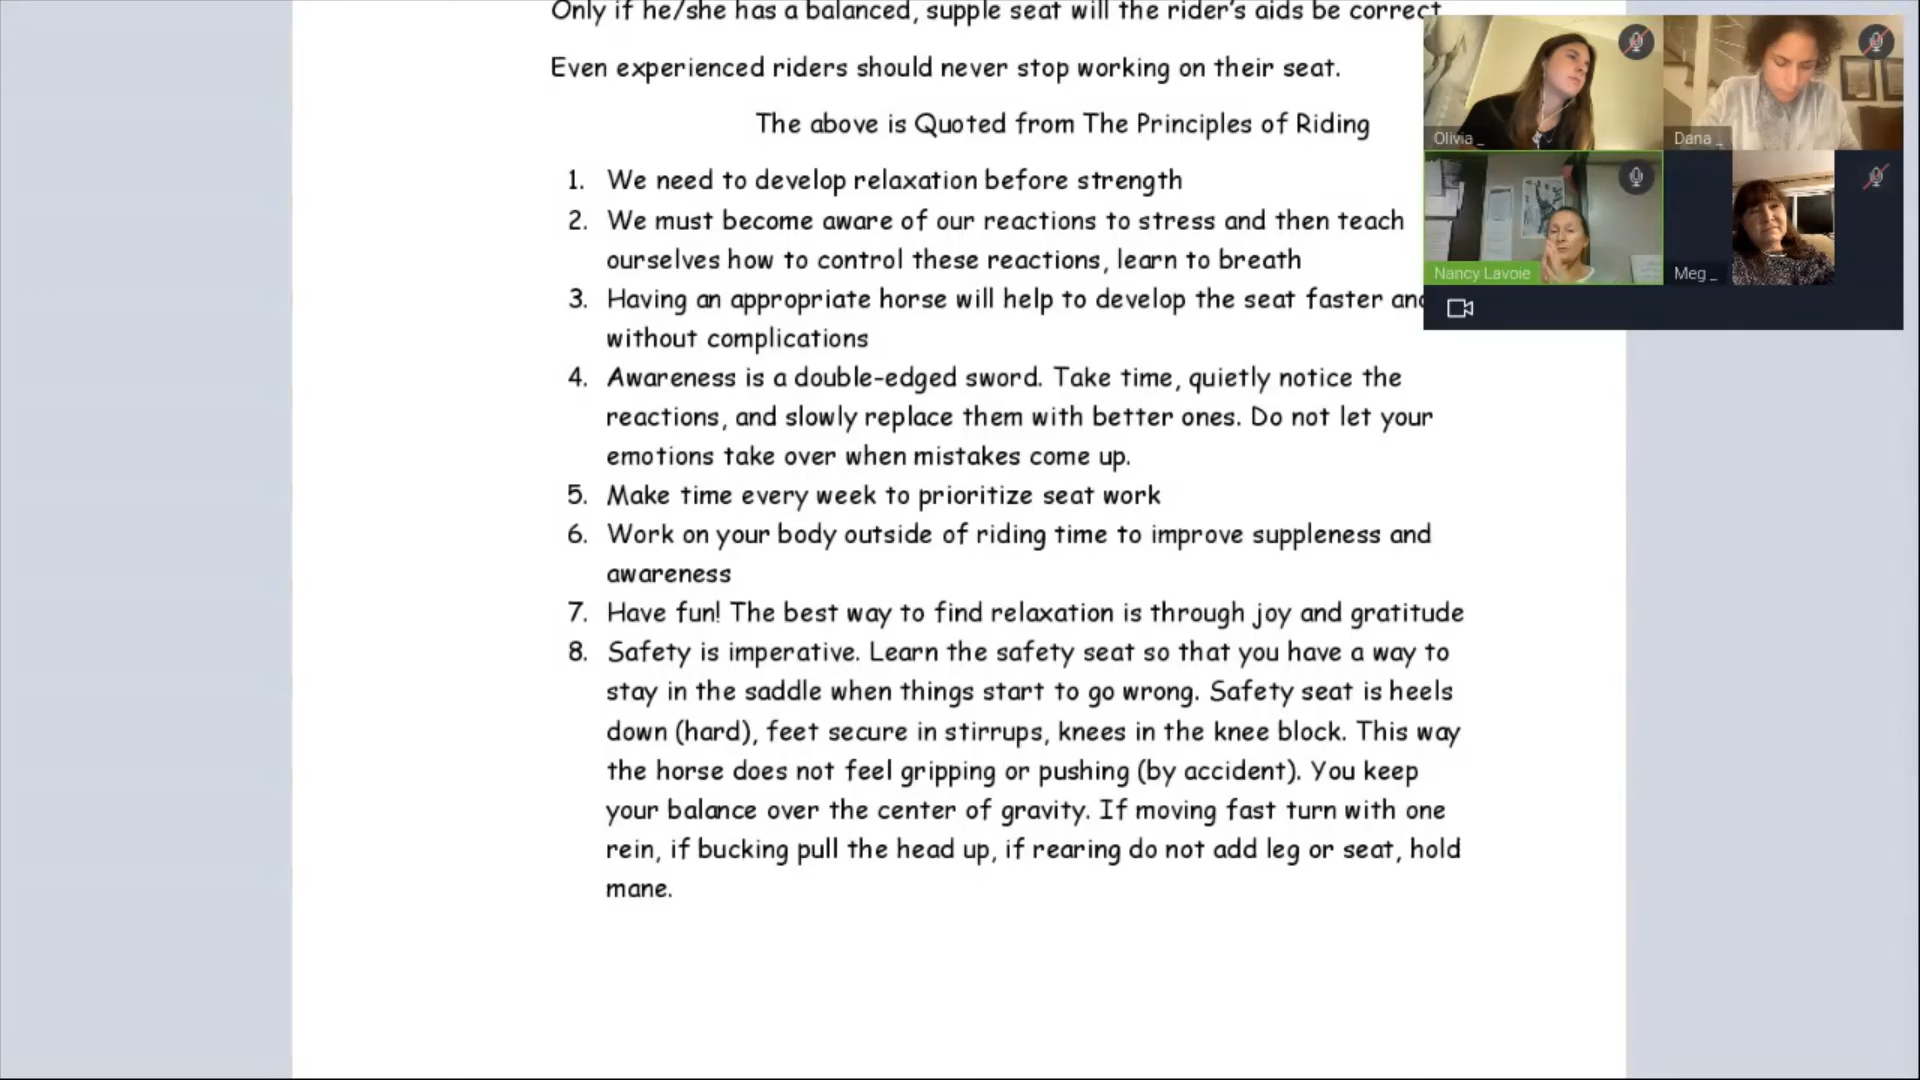 Only if he/she has a balanced, supple seat will the rider's aids be correct
Even experienced riders should never stop working on their seat.
The above is Quoted from The Principles of Riding
1. We need to develop relaxation before strength
2. We must become aware of our reactions to stress and then teach
ourselves how to control these reactions, learn to breath
3. Having an appropriate horse will help to develop the seat faster and
without complications
4. Awareness is a double-edged sword. Take time, quietly notice the
reactions, and slowly replace them with better ones. Do not let your
emotions take over when mistakes come up.
5. Make time every week to prioritize seat work
6. Work on your body outside of riding time to improve suppleness and
awareness
7. Have fun! The best way to find relaxation is through joy and gratitude
8. Safety is imperative. Learn the safety seat so that you have a way to
stay in the saddle when things start to go wrong. Safety seat is heels
down (hard), feet secure in stirrups, knees in the knee block. This way
the horse does not feel gripping or pushing (by accident). You keep
your balance over the center of gravity. If moving fast turn with one
rein, if bucking pull the head up, if rearing do not add leg or seat, hold
mane.
Olivia _
Dana _
Nancy Lavoie
Meg _